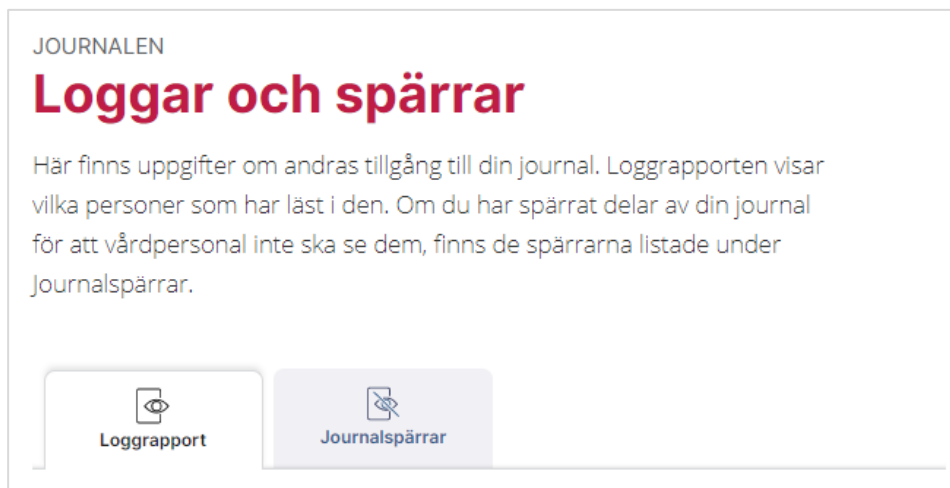 JOURNALEN
Loggar och spärrar
Här finns uppgifter om andras tillgång till din journal. Loggrapporten visar
vilka personer som har läst i den. Om du har spärrat delar av din journal
för att vårdpersonal inte ska se dem, finns de spärrarna listade under
Journalspärrar.
Loggrapport
Journalspärrar